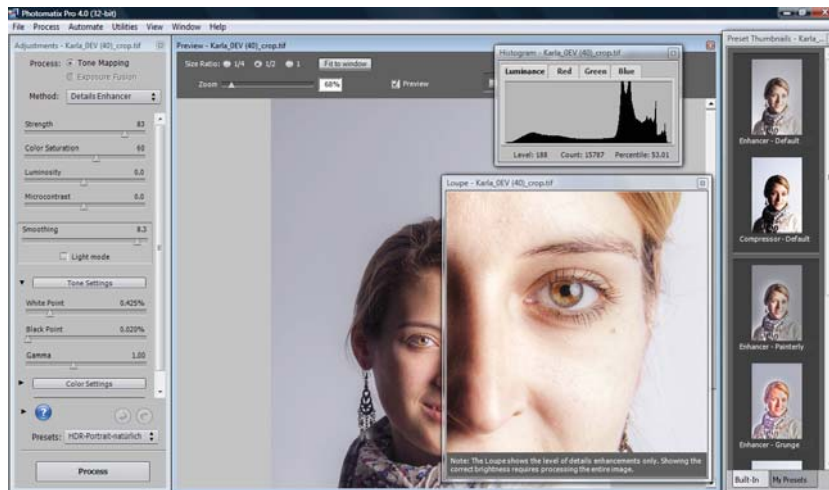 Photomatix Pro 4.0 (32-bit)
File Process Automate Utilities View Window Help
Adjustments - Karla_0EV (40)_crop.tif
Process: Tone Mapping
Exposure Fusion
Method: Details Enhancer
Strength 83
Color Saturation 60
Luminosity 0.0
Microcontrast 0.0
Smoothing 8.3
Light mode
Tone Settings
White Point 0.425%
Black Point 0.020%
Gamma 1.00
Color Settings
?
Presets: HDR-Portrait-natürlich
Process
Preview - Karla_0EV (40)_crop.tif
Size Ratio: 1/4 1/2 1 Fit to window
Zoom 68% Preview
Histogram - Karla_0EV (40)_crop.tif
Luminance Red Green Blue
Level: 188 Count: 15787 Percentile: 53.01
Loupe - Karla_0EV (40)_crop.tif
Note: The Loupe shows the level of details enhancements only. Showing the
correct brightness requires processing the entire image.
Preset Thumbnails - Karla_...
Enhancer - Default
Compressor - Default
Enhancer - Painterly
Enhancer - Grunge
Built-In My Presets